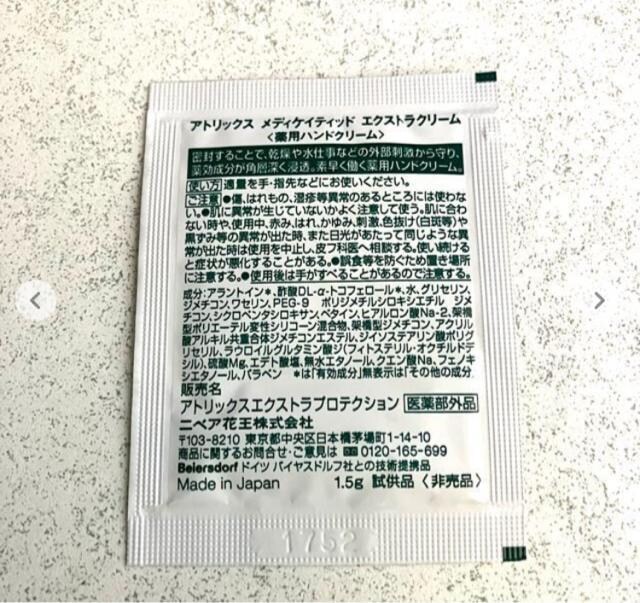 アトリックス メディケイティッド エクストラクリーム
〈薬用ハンドクリーム〉
密封することで、乾燥や水仕事などの外部刺激から守り、
薬効成分が角層深く浸透。素早く働く薬用ハンドクリーム。
使い方 適量を手・指先などにお使いください。
ご注意 ●傷、はれもの、湿疹等異常のあるところには使わな
い。●肌に異常が生じていないかよく注意して使う。肌に合わ
ない時や、使用中、赤み、はれ、かゆみ、刺激、色抜け(白斑等)や
黒ずみ等の異常が出た時、また日光があたって同じような異
常が出た時は使用を中止し、皮フ科医へ相談する。使い続ける
と症状が悪化することがある。●誤食等を防ぐため置き場所
に注意する。●使用後は手がすべることがあるので注意する。
成分:アラントイン*、酢酸DL-α-トコフェロール*、水、グリセリン、
ジメチコン、ワセリン、PEG-9 ポリジメチルシロキシエチル ジメ
チコン、シクロペンタシロキサン、ベタイン、ヒアルロン酸Na-2、架橋
型ポリエーテル変性シリコーン混合物、架橋型ジメチコン、アクリル
酸アルキル共重合体ジメチコンエステル、ジイソステアリン酸ポリグ
リセリル、ラウロイルグルタミン酸ジ(フィトステリル・オクチルドデ
シル)、硫酸Mg、エデト酸塩、無水エタノール、クエン酸Na、フェノキ
シエタノール、パラベン *は「有効成分」無表示は「その他の成分
販売名
アトリックスエクストラプロテクション 医薬部外品
ニベア花王株式会社
〒103-8210 東京都中央区日本橋茅場町1-14-10
商品に関するお問合せ・ご意見は 0120-165-699
Beiersdorf ドイツ バイヤスドルフ社との技術提携品
Made in Japan 1.5g 試供品〈非売品〉
1752